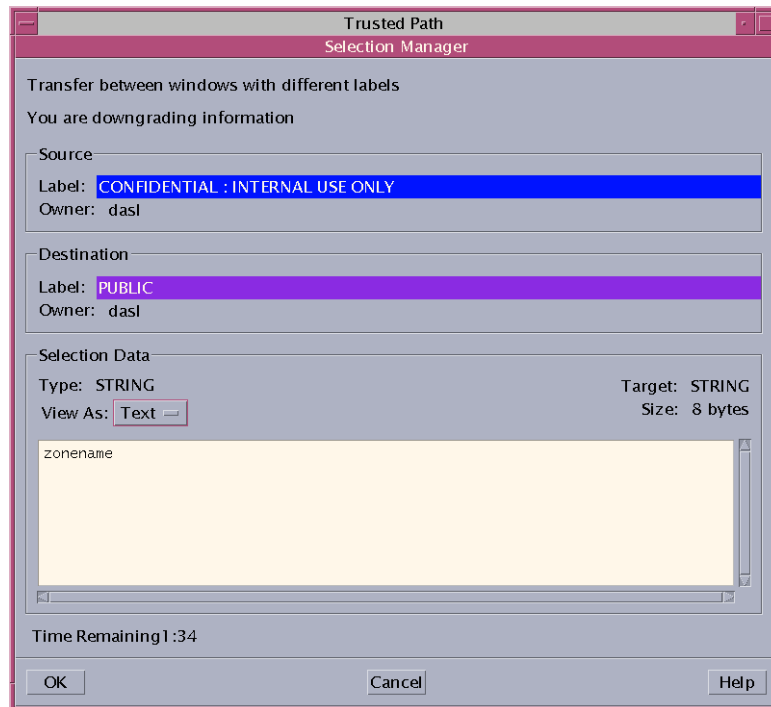 Trusted Path
Selection Manager
Transfer between windows with different labels
You are downgrading information
Source
Label: CONFIDENTIAL : INTERNAL USE ONLY
Owner: dasl
Destination
Label: PUBLIC
Owner: dasl
Selection Data
Type: STRING Target: STRING
View As: Text Size: 8 bytes
zonename
Time Remaining1:34
OK Cancel Help